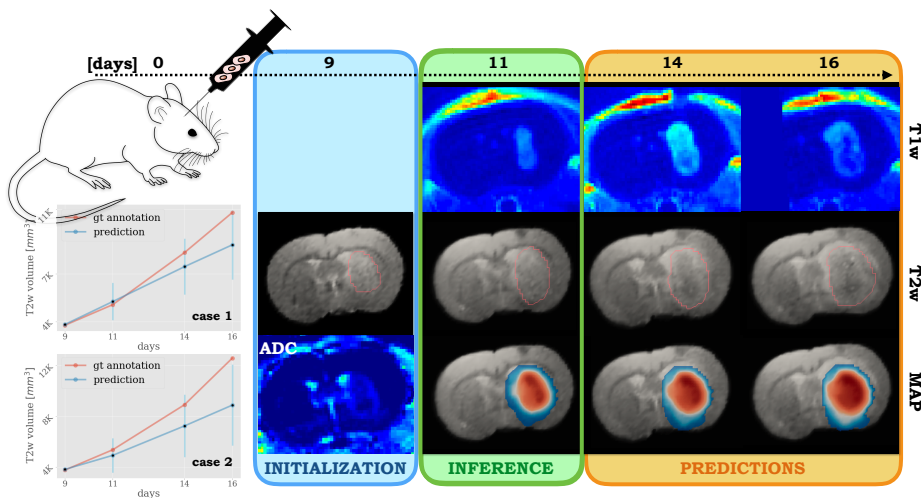 [days] 0 9 11 14 16
T1w
11K
gt annotation
prediction
7K
4K
T2w volume [mm³]
case 1
9 11 14 16
days
T2w
ADC
12K
gt annotation
prediction
8K
4K
T2w volume [mm³]
case 2
9 11 14 16
days
MAP
INITIALIZATION INFERENCE PREDICTIONS